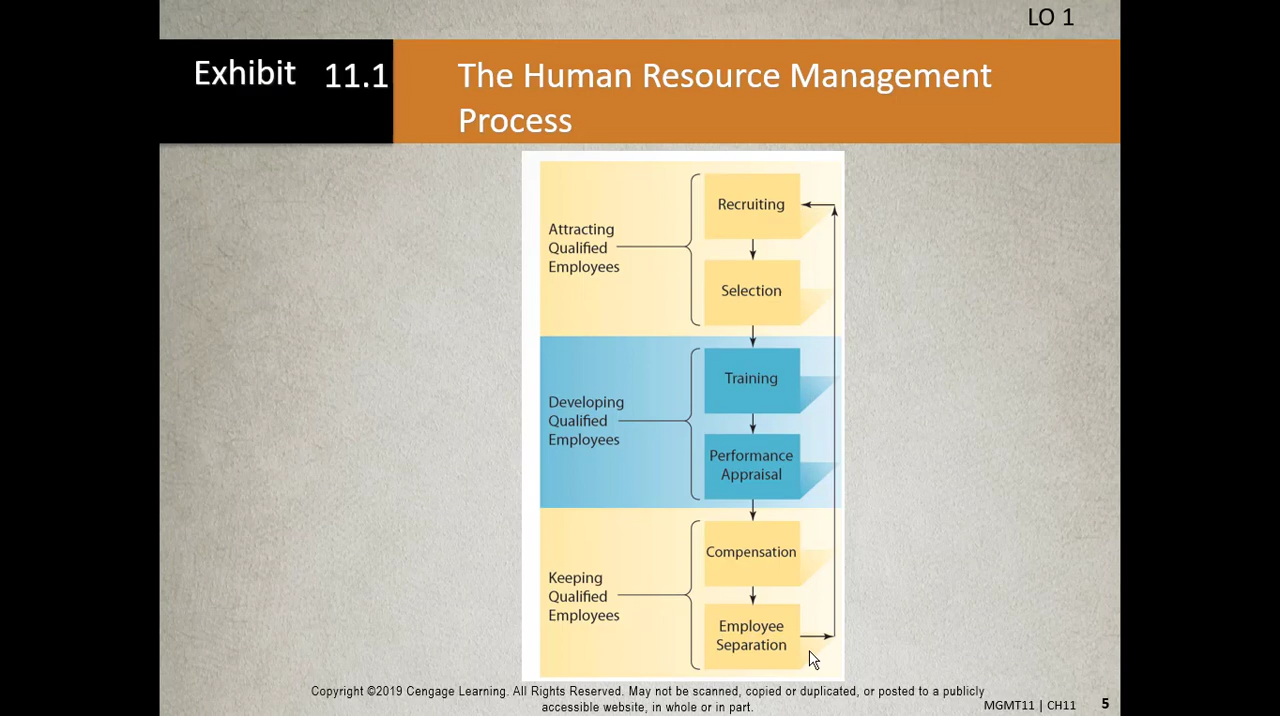 LO 1
Exhibit 11.1
The Human Resource Management
Process
Attracting
Qualified
Employees
Recruiting
Selection
Developing
Qualified
Employees
Training
Performance
Appraisal
Keeping
Qualified
Employees
Compensation
Employee
Separation
Copyright ©2019 Cengage Learning. All Rights Reserved. May not be scanned, copied or duplicated, or posted to a publicly
accessible website, in whole or in part.
MGMT11 | CH11 5